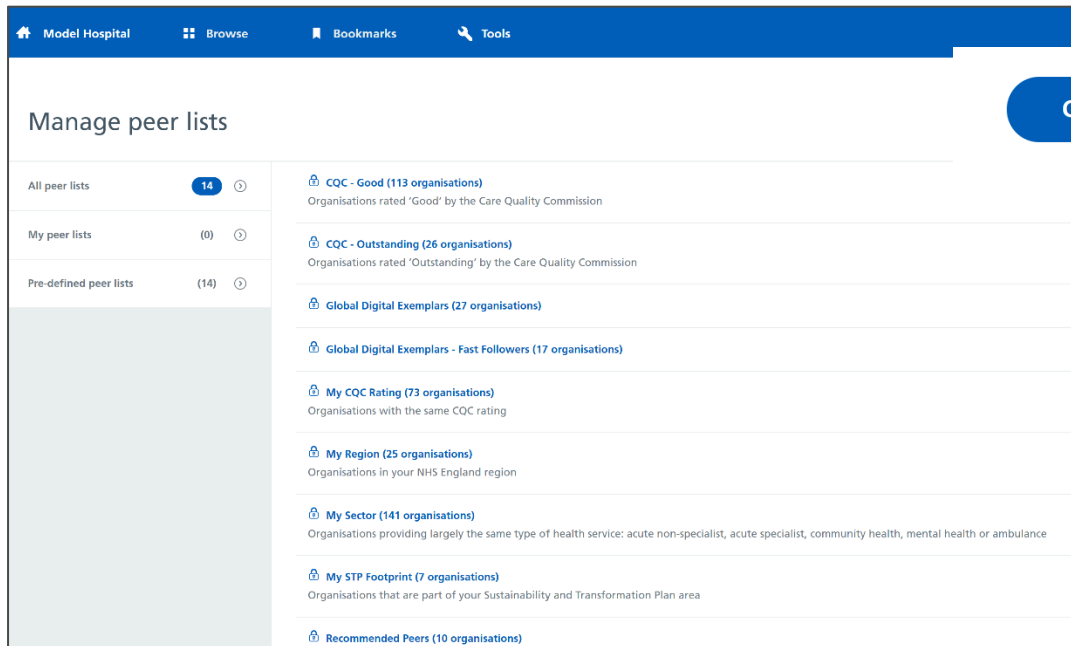 Model Hospital Browse Bookmarks Tools
Manage peer lists
All peer lists 14
My peer lists (0)
Pre-defined peer lists (14)
CQC - Good (113 organisations)
Organisations rated ‘Good’ by the Care Quality Commission
CQC - Outstanding (26 organisations)
Organisations rated ‘Outstanding’ by the Care Quality Commission
Global Digital Exemplars (27 organisations)
Global Digital Exemplars - Fast Followers (17 organisations)
My CQC Rating (73 organisations)
Organisations with the same CQC rating
My Region (25 organisations)
Organisations in your NHS England region
My Sector (141 organisations)
Organisations providing largely the same type of health service: acute non-specialist, acute specialist, community health, mental health or ambulance
My STP Footprint (7 organisations)
Organisations that are part of your Sustainability and Transformation Plan area
Recommended Peers (10 organisations)